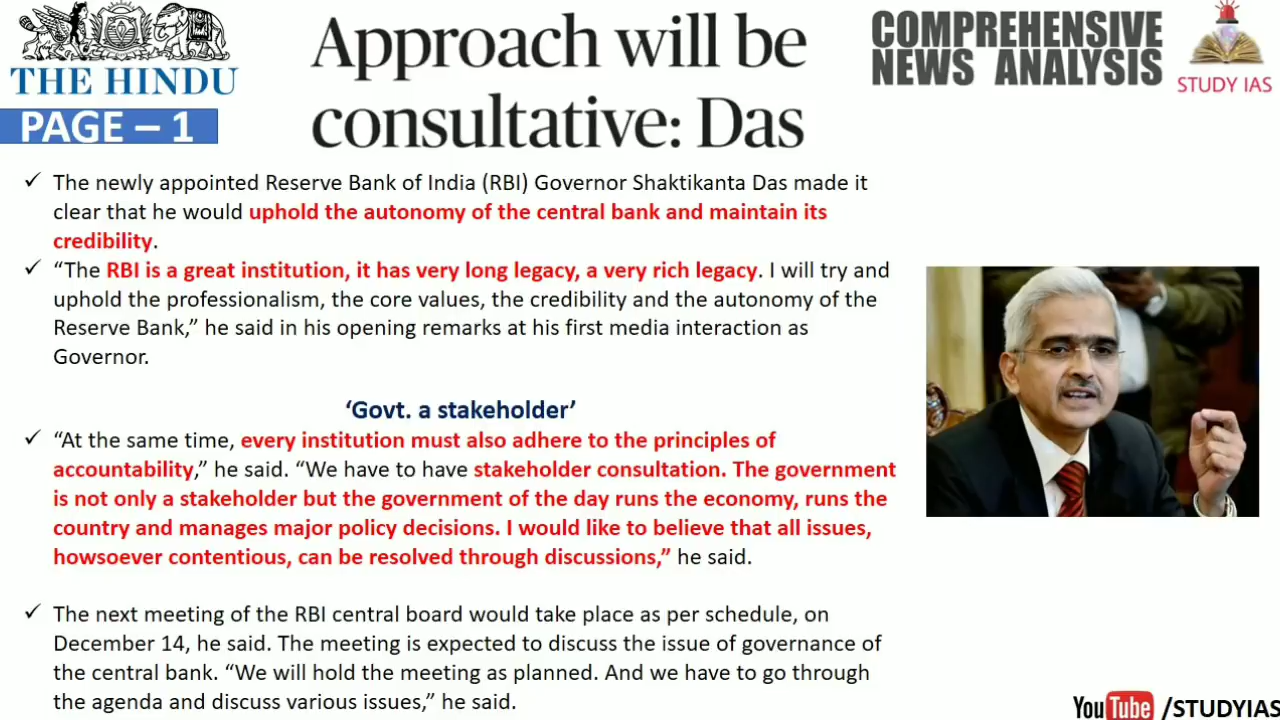 THE HINDU
PAGE – 1
Approach will be
consultative: Das
COMPREHENSIVE
NEWS ANALYSIS
STUDY IAS
✓ The newly appointed Reserve Bank of India (RBI) Governor Shaktikanta Das made it
clear that he would uphold the autonomy of the central bank and maintain its
credibility.
✓ “The RBI is a great institution, it has very long legacy, a very rich legacy. I will try and
uphold the professionalism, the core values, the credibility and the autonomy of the
Reserve Bank,” he said in his opening remarks at his first media interaction as
Governor.
‘Govt. a stakeholder’
✓ “At the same time, every institution must also adhere to the principles of
accountability,” he said. “We have to have stakeholder consultation. The government
is not only a stakeholder but the government of the day runs the economy, runs the
country and manages major policy decisions. I would like to believe that all issues,
howsoever contentious, can be resolved through discussions,” he said.
✓ The next meeting of the RBI central board would take place as per schedule, on
December 14, he said. The meeting is expected to discuss the issue of governance of
the central bank. “We will hold the meeting as planned. And we have to go through
the agenda and discuss various issues,” he said.
YouTube /STUDYIAS